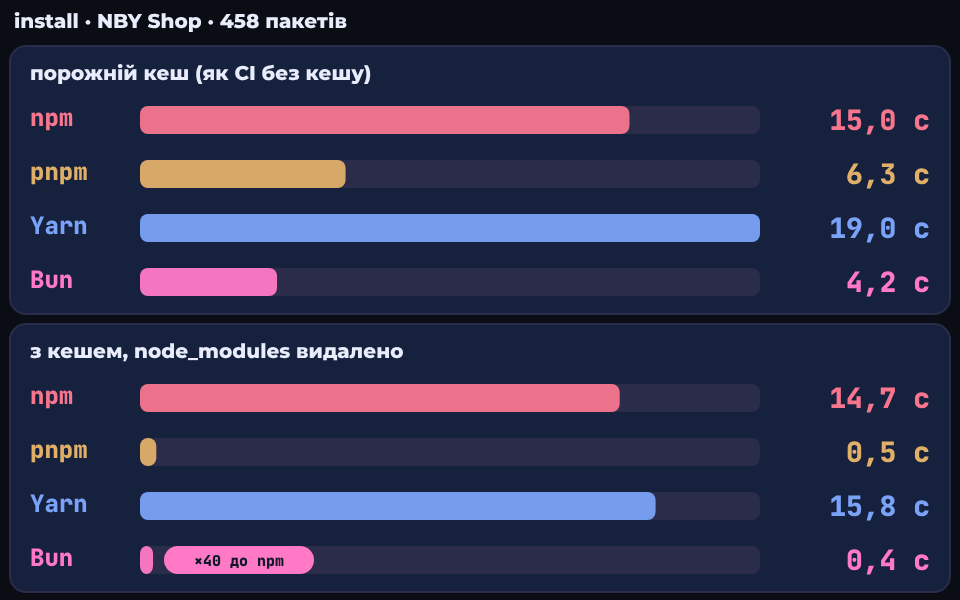 install · NBY Shop · 458 пакетів
порожній кеш (як CI без кешу)
npm 15,0 с
pnpm 6,3 с
Yarn 19,0 с
Bun 4,2 с
з кешем, node_modules видалено
npm 14,7 с
pnpm 0,5 с
Yarn 15,8 с
Bun ×40 до npm 0,4 с